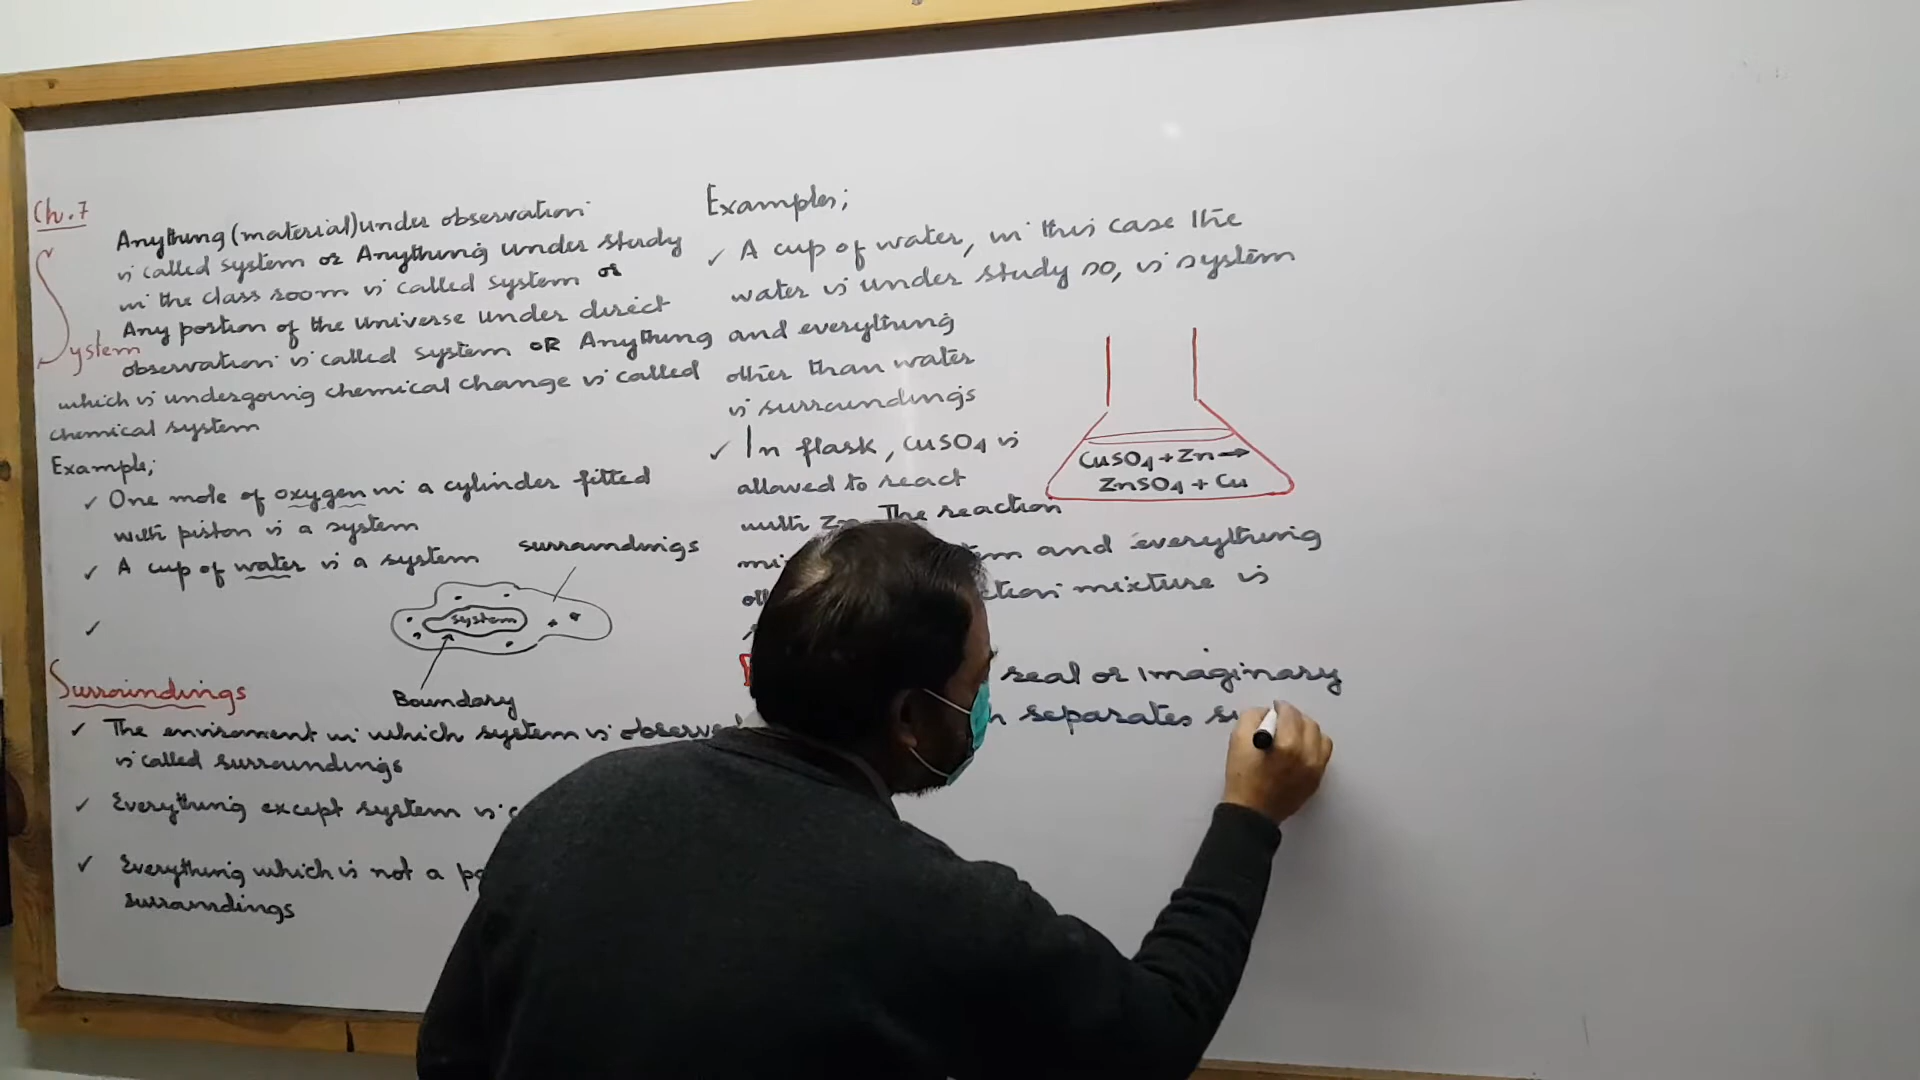 Ch. 7
System
Anything (material) under observation
is called system or Anything under study
in the class room is called system or
Any portion of the universe under direct
observation is called system OR Anything
which is undergoing chemical change is called
chemical system
Example;
✓ One mole of oxygen in a cylinder fitted
with piston is a system
✓ A cup of water is a system
✓
surroundings
system
Boundary
Surroundings
✓ The enviroment in which system is observed
is called surroundings
✓ Everything except system is
✓ Everything which is not a
surroundings
Examples;
✓ A cup of water, in this case the
water is under study so, is system
and everything
other than water
is surroundings
✓ In flask, CuSO4 is
allowed to react
with Zn. The reaction
and everything
mixture is
CuSO4 + Zn →
ZnSO4 + Cu
real or Imaginary
separates